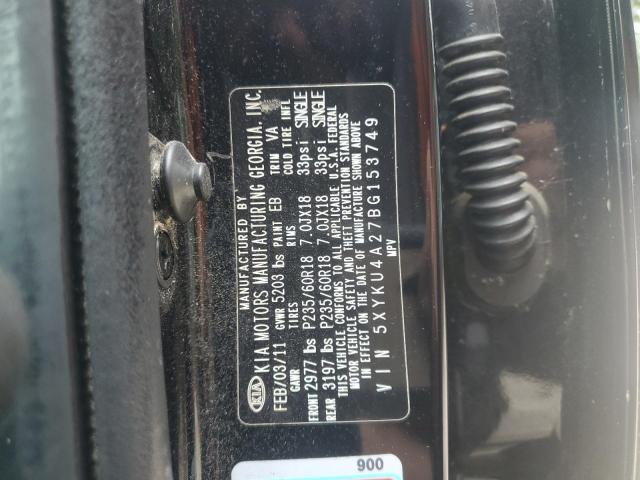 MANUFACTURED BY
KIA KIA MOTORS MANUFACTURING GEORGIA, INC.
FEB/03/11 GVWR 5203 lbs PAINT EB TRIM VA
GAWR TIRES RIMS COLD TIRE INFL
FRONT 2977 lbs P235/60R18 7.0JX18 33psi SINGLE
REAR 3197 lbs P235/60R18 7.0JX18 33psi SINGLE
THIS VEHICLE CONFORMS TO ALL APPLICABLE U.S.A. FEDERAL
MOTOR VEHICLE SAFETY AND THEFT PREVENTION STANDARDS
IN EFFECT ON THE DATE OF MANUFACTURE SHOWN ABOVE
VIN 5XYKU4A27BG153749
MPV
900